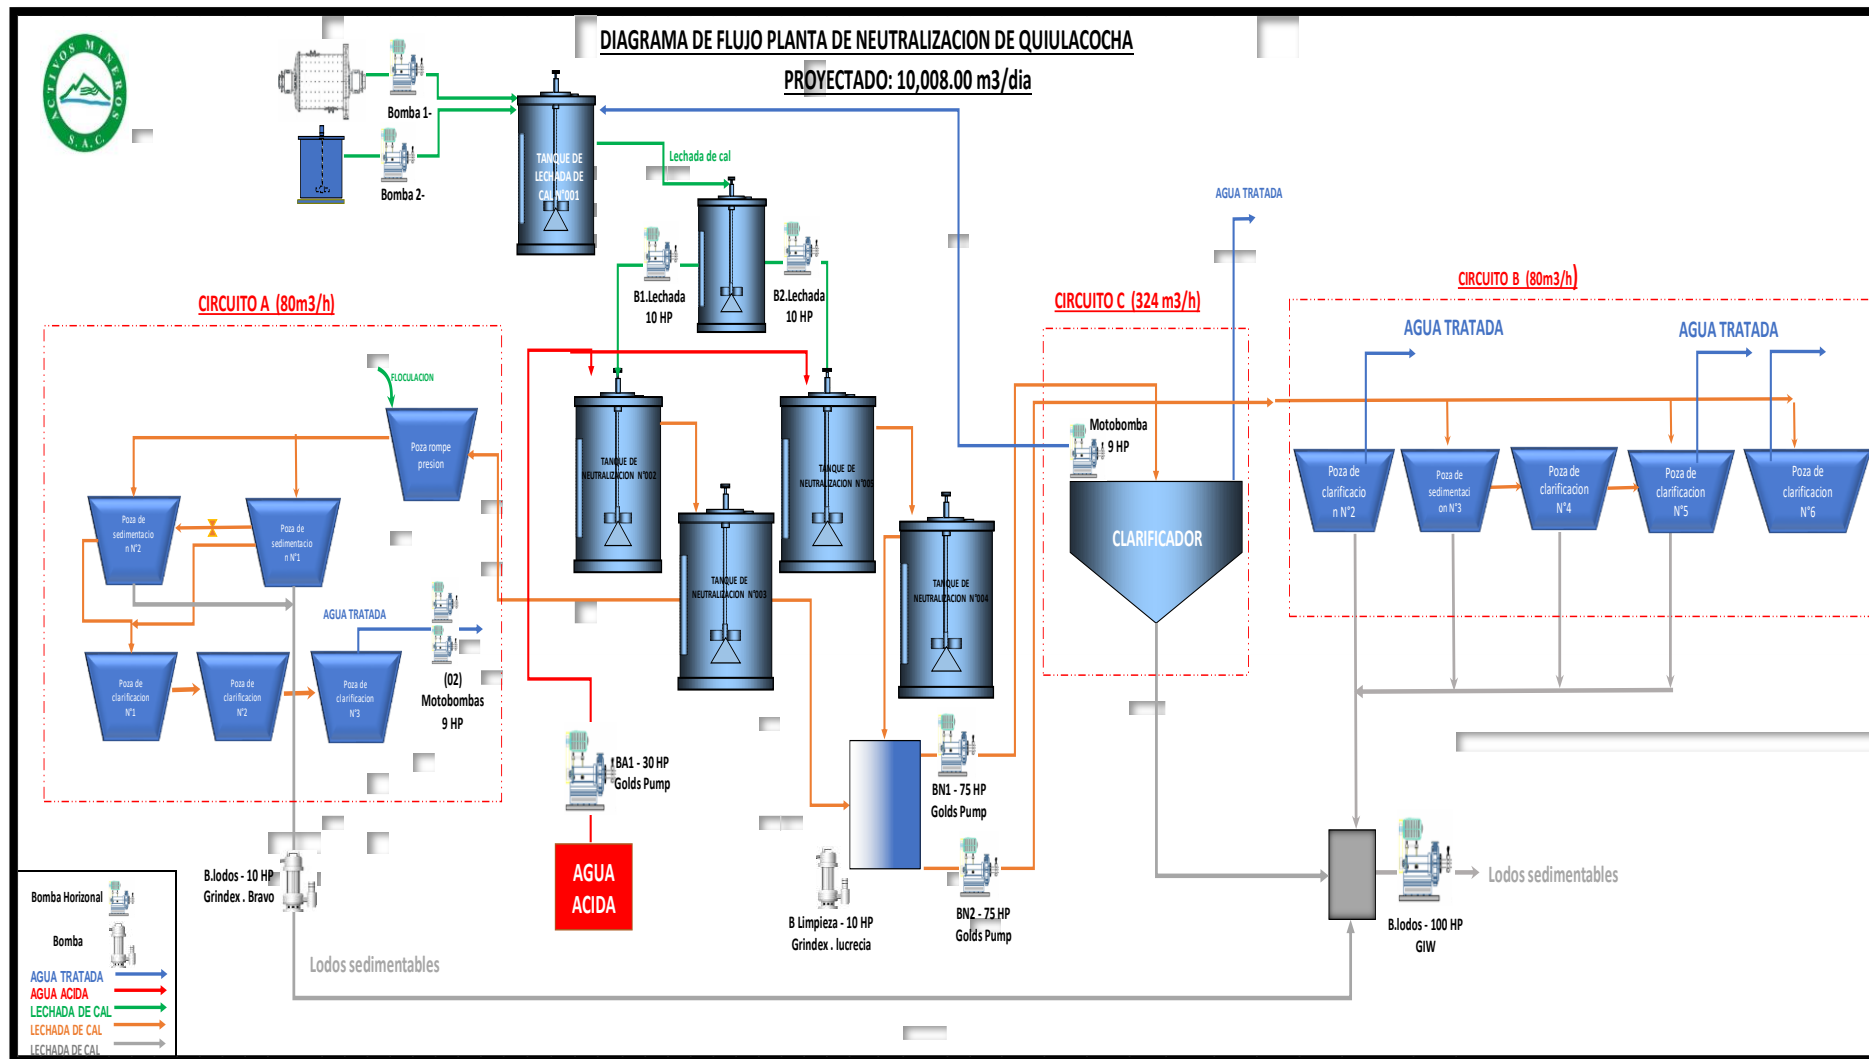 DIAGRAMA DE FLUJO PLANTA DE NEUTRALIZACION DE QUIULACOCHA
PROYECTADO: 10,008.00 m3/dia
ACTIVOS MINEROS
S.A.C.
Bomba 1-
Bomba 2-
TANQUE DE
LECHADA DE
CAL N°001
Lechada de cal
B1.Lechada
10 HP
B2.Lechada
10 HP
AGUA TRATADA
CIRCUITO A (80m3/h)
CIRCUITO C (324 m3/h)
CIRCUITO B (80m3/h)
AGUA TRATADA
AGUA TRATADA
FLOCULACION
Poza rompe
presion
Poza de
sedimentacio
n N°2
Poza de
sedimentacio
n N°1
AGUA TRATADA
Poza de
clarificacion
N°1
Poza de
clarificacion
N°2
Poza de
clarificacion
N°3
(02)
Motobombas
9 HP
TANQUE DE
NEUTRALIZACION N°002
TANQUE DE
NEUTRALIZACION N°003
TANQUE DE
NEUTRALIZACION N°005
TANQUE DE
NEUTRALIZACION N°004
Motobomba
9 HP
CLARIFICADOR
Poza de
clarificacio
n N°2
Poza de
sedimentaci
on N°3
Poza de
clarificacion
N°4
Poza de
clarificacion
N°5
Poza de
clarificacion
N°6
BA1 - 30 HP
Golds Pump
AGUA
ACIDA
BN1 - 75 HP
Golds Pump
BN2 - 75 HP
Golds Pump
B Limpieza - 10 HP
Grindex . lucrecia
B.lodos - 10 HP
Grindex . Bravo
Lodos sedimentables
B.lodos - 100 HP
GIW
Lodos sedimentables
Bomba Horizonal
Bomba
AGUA TRATADA
AGUA ACIDA
LECHADA DE CAL
LECHADA DE CAL
LECHADA DE CAL